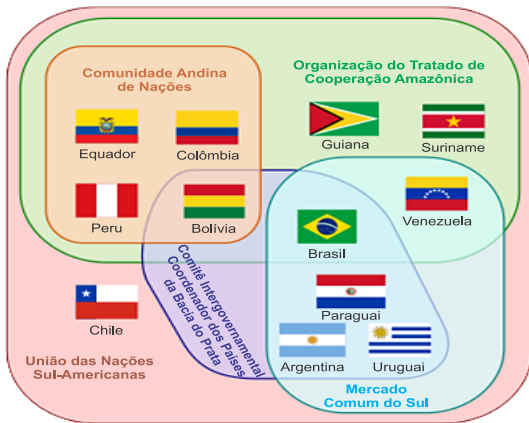 Comunidade Andina
de Nações
Organização do Tratado de
Cooperação Amazônica
Equador
Colômbia
Guiana
Suriname
Peru
Bolívia
Venezuela
Brasil
Comitê Intergovernamental
Coordenador dos Países
da Bacia do Prata
Chile
Paraguai
Argentina
Uruguai
União das Nações
Sul-Americanas
Mercado
Comum do Sul